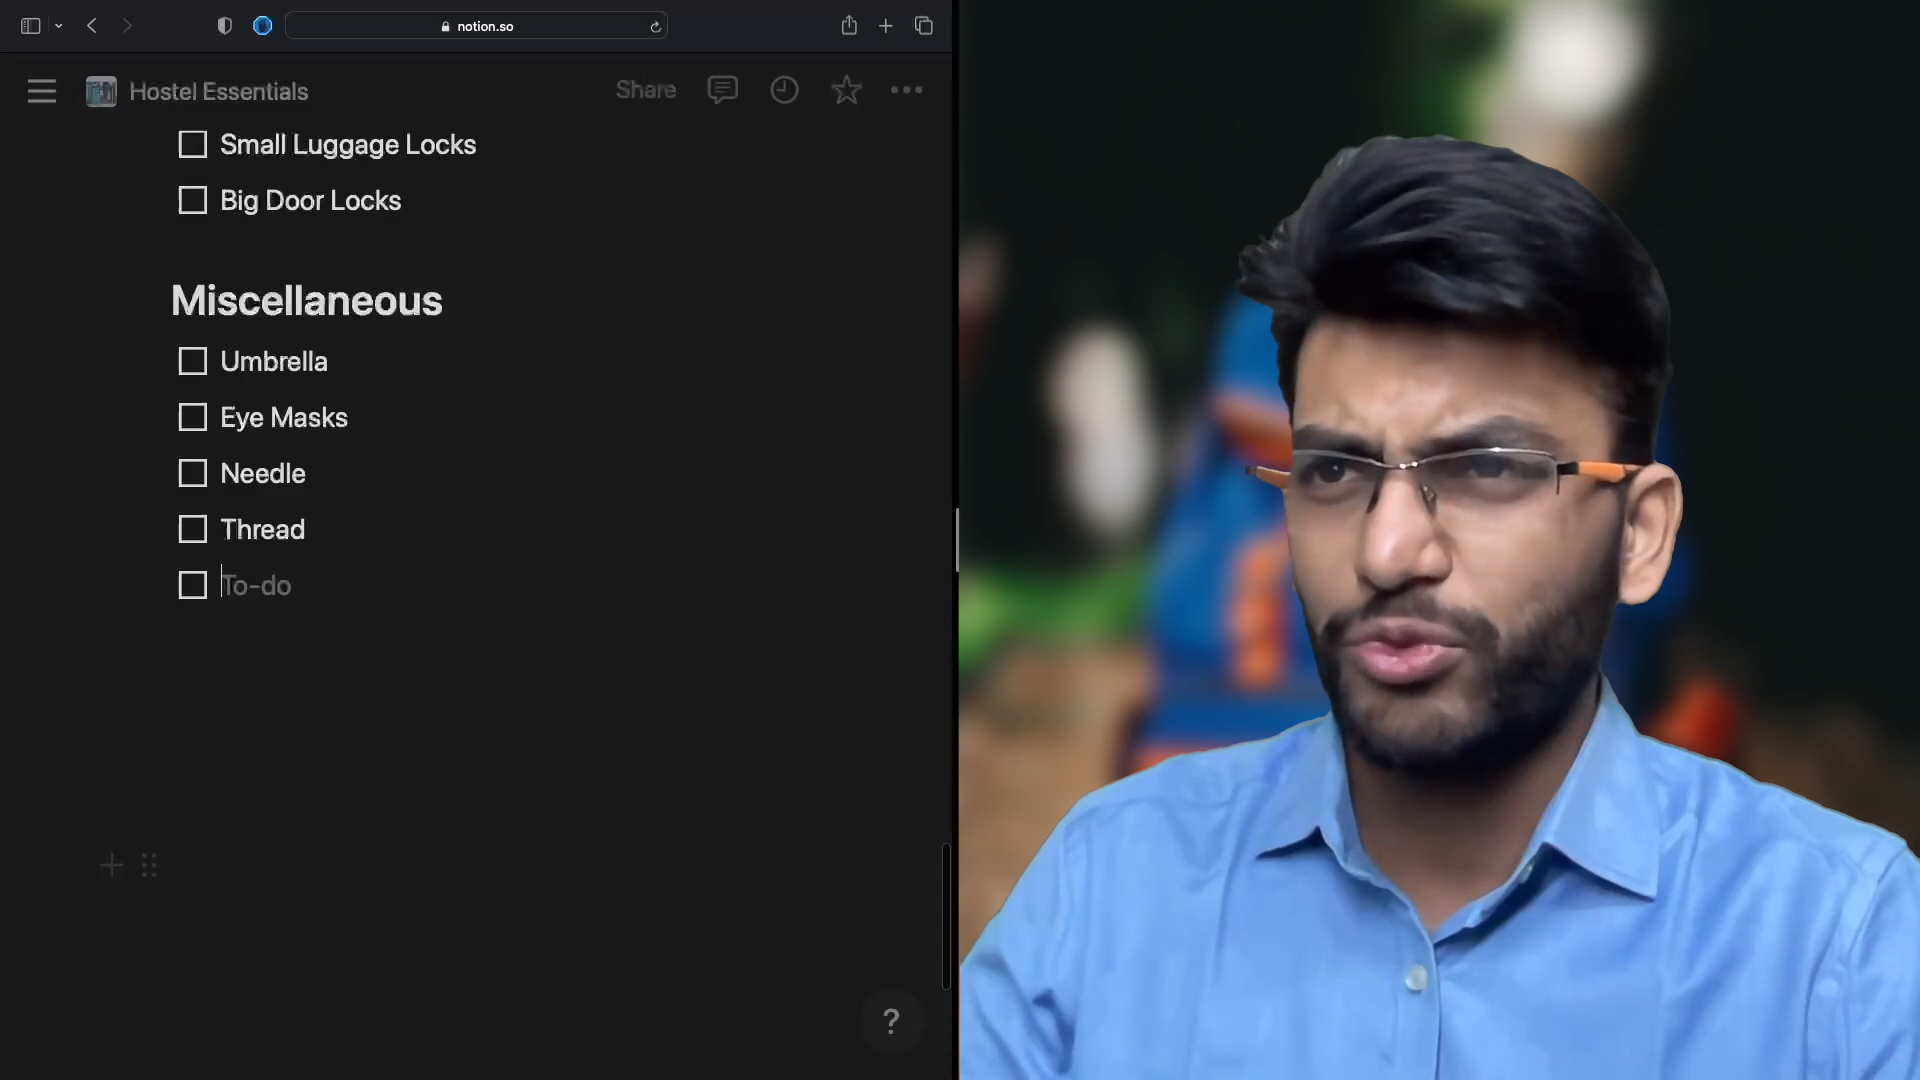 notion.so
Hostel Essentials
Share
Small Luggage Locks
Big Door Locks
Miscellaneous
Umbrella
Eye Masks
Needle
Thread
To-do
?